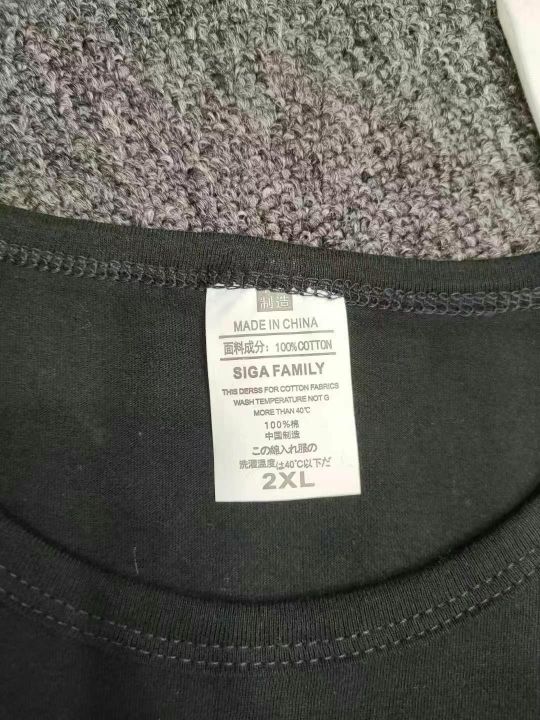 制造
MADE IN CHINA
面料成分：100%COTTON
SIGA FAMILY
THIS DERSS FOR COTTON FABRICS
WASH TEMPERATURE NOT G
MORE THAN 40℃
100%棉
中国制造
この綿入れ服の
洗濯温度は40℃以下だ
2XL